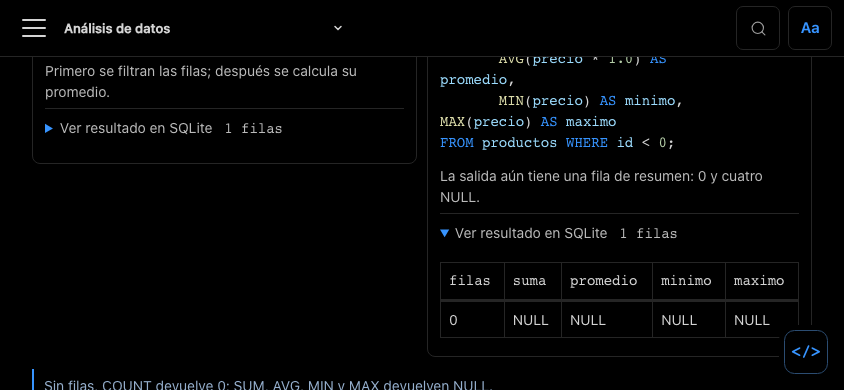 Análisis de datos
Aa
Primero se filtran las filas; después se calcula su
promedio.
Ver resultado en SQLite 1 filas
AVG(precio * 1.0) AS
promedio,
MIN(precio) AS minimo,
MAX(precio) AS maximo
FROM productos WHERE id < 0;
La salida aún tiene una fila de resumen: 0 y cuatro
NULL.
Ver resultado en SQLite 1 filas
filas suma promedio minimo maximo
0 NULL NULL NULL NULL
</>
Sin filas, COUNT devuelve 0; SUM, AVG, MIN y MAX devuelven NULL.